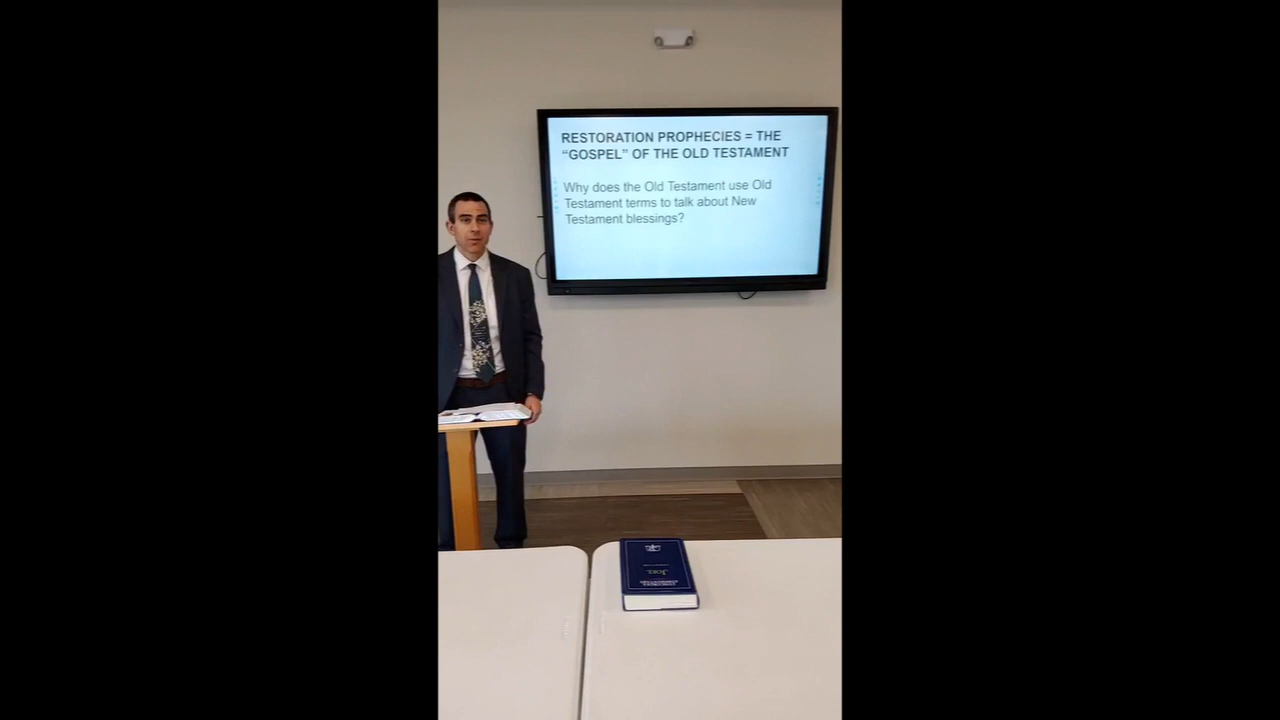 RESTORATION PROPHECIES = THE
“GOSPEL” OF THE OLD TESTAMENT
Why does the Old Testament use Old
Testament terms to talk about New
Testament blessings?
JOEL